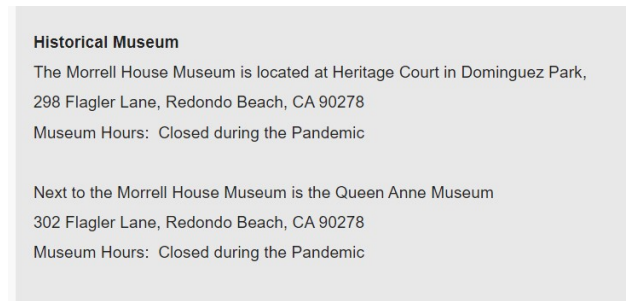 Historical Museum
The Morrell House Museum is located at Heritage Court in Dominguez Park,
298 Flagler Lane, Redondo Beach, CA 90278
Museum Hours:  Closed during the Pandemic
Next to the Morrell House Museum is the Queen Anne Museum
302 Flagler Lane, Redondo Beach, CA 90278
Museum Hours:  Closed during the Pandemic